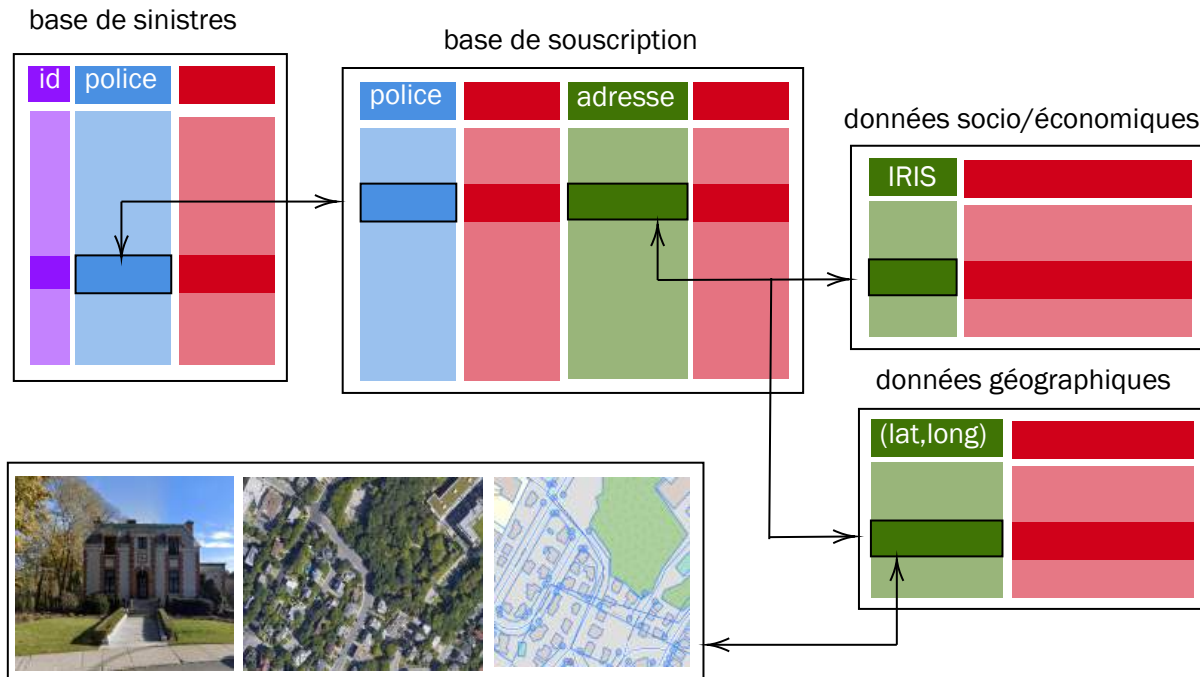 base de sinistres
id
police
base de souscription
police
adresse
données socio/économiques
IRIS
données géographiques
(lat,long)